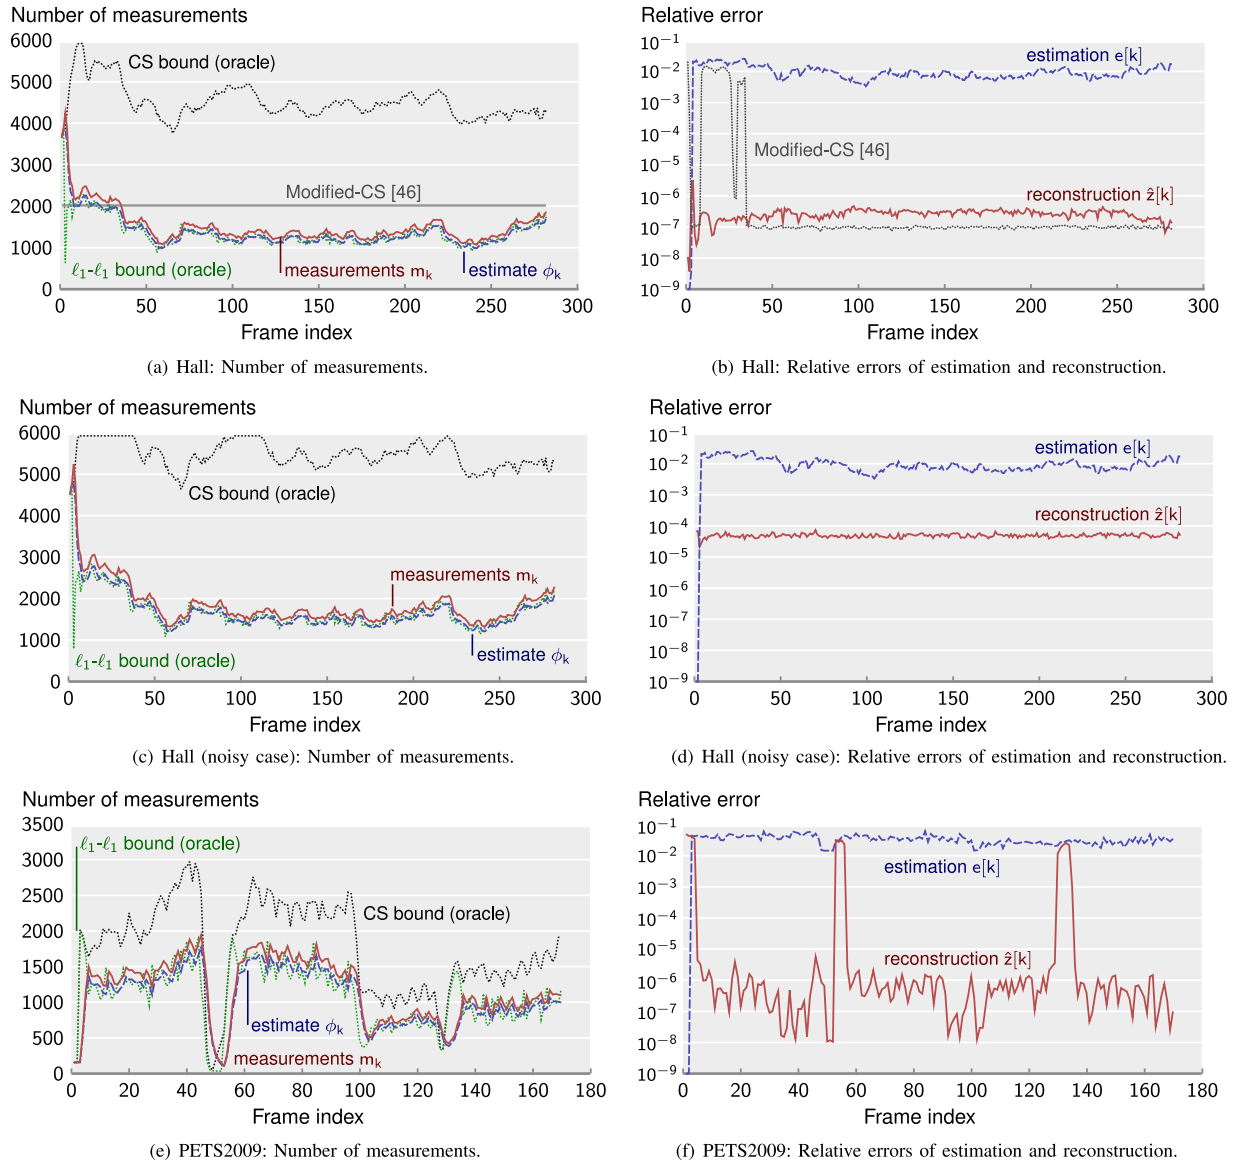 Number of measurements
6000
5000
4000
3000
2000
1000
0
CS bound (oracle)
Modified-CS [46]
ℓ₁-ℓ₁ bound (oracle)
measurements mₖ
estimate ϕₖ
0 50 100 150 200 250 300
Frame index
(a) Hall: Number of measurements.
Relative error
10⁻¹
10⁻²
10⁻³
10⁻⁴
10⁻⁵
10⁻⁶
10⁻⁷
10⁻⁸
10⁻⁹
estimation e[k]
Modified-CS [46]
reconstruction ẑ[k]
0 50 100 150 200 250 300
Frame index
(b) Hall: Relative errors of estimation and reconstruction.
Number of measurements
6000
5000
4000
3000
2000
1000
0
CS bound (oracle)
measurements mₖ
ℓ₁-ℓ₁ bound (oracle)
estimate ϕₖ
0 50 100 150 200 250 300
Frame index
(c) Hall (noisy case): Number of measurements.
Relative error
10⁻¹
10⁻²
10⁻³
10⁻⁴
10⁻⁵
10⁻⁶
10⁻⁷
10⁻⁸
10⁻⁹
estimation e[k]
reconstruction ẑ[k]
0 50 100 150 200 250 300
Frame index
(d) Hall (noisy case): Relative errors of estimation and reconstruction.
Number of measurements
3500
3000
2500
2000
1500
1000
500
0
ℓ₁-ℓ₁ bound (oracle)
CS bound (oracle)
estimate ϕₖ
measurements mₖ
0 20 40 60 80 100 120 140 160 180
Frame index
(e) PETS2009: Number of measurements.
Relative error
10⁻¹
10⁻²
10⁻³
10⁻⁴
10⁻⁵
10⁻⁶
10⁻⁷
10⁻⁸
10⁻⁹
estimation e[k]
reconstruction ẑ[k]
0 20 40 60 80 100 120 140 160 180
Frame index
(f) PETS2009: Relative errors of estimation and reconstruction.